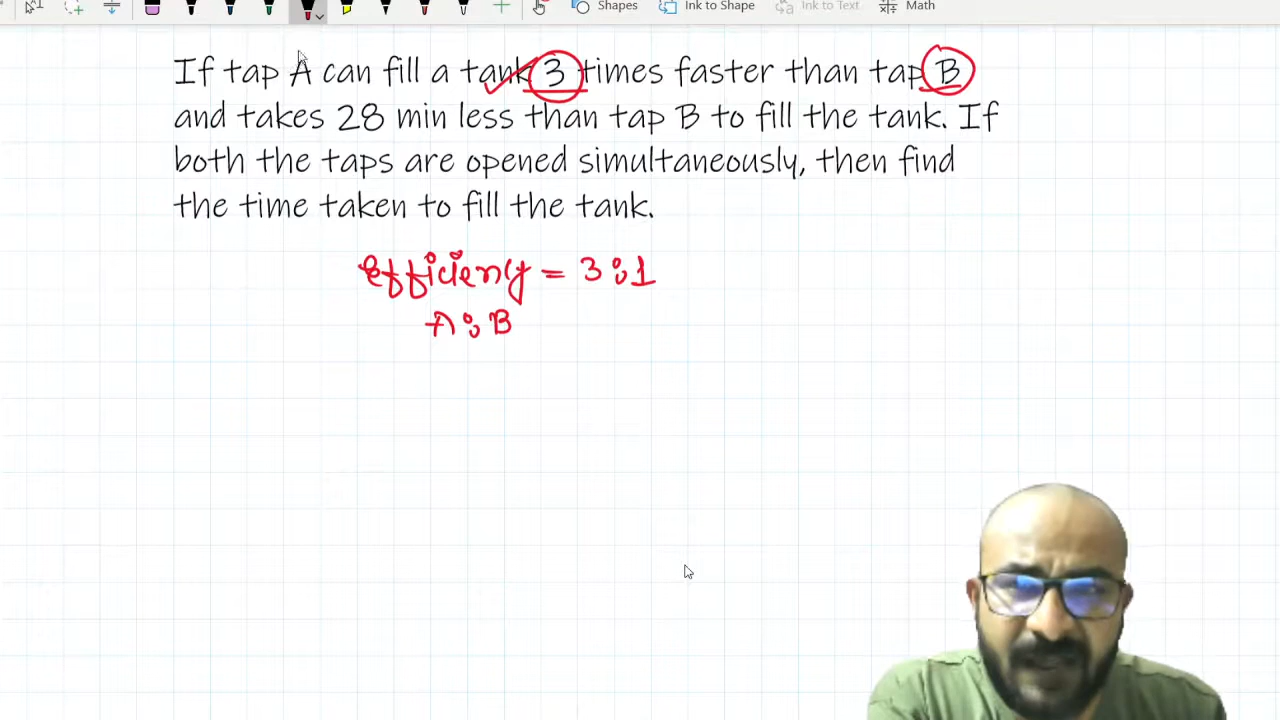 Shapes Ink to Shape Ink to Text Math
If tap A can fill a tank 3 times faster than tap B
and takes 28 min less than tap B to fill the tank. If
both the taps are opened simultaneously, then find
the time taken to fill the tank.
Efficiency = 3:1
A:B